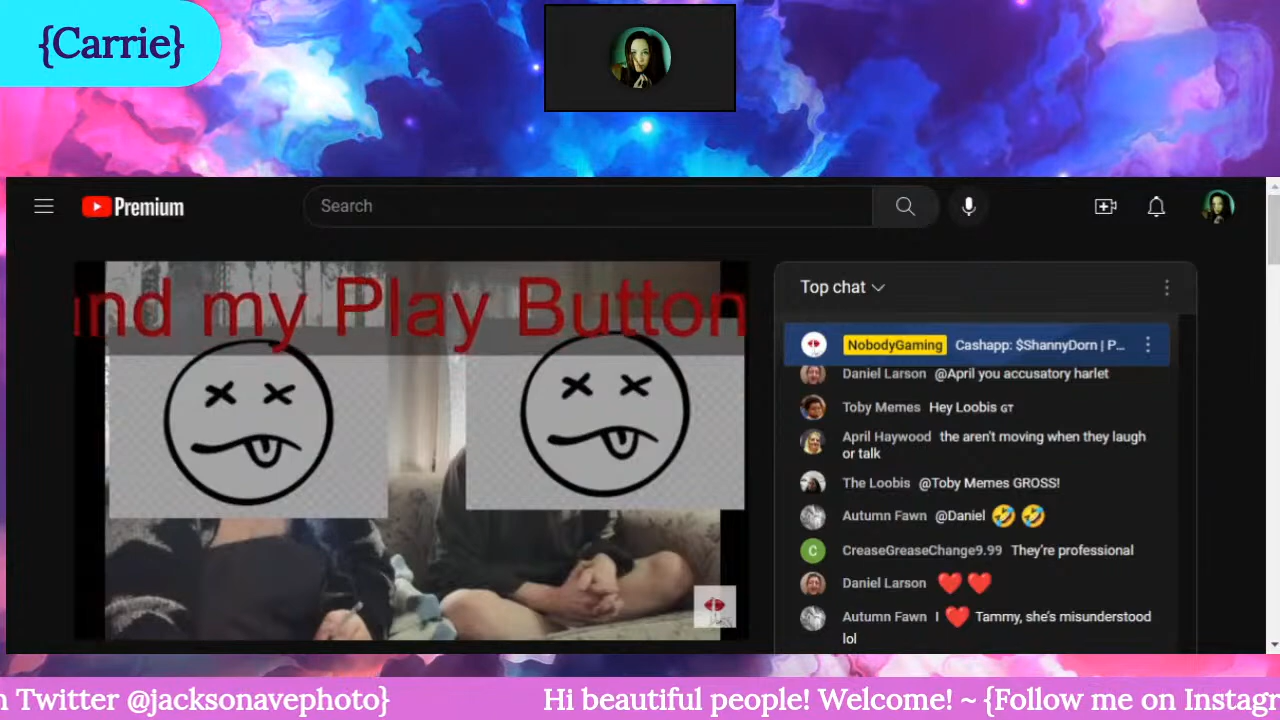 {Carrie}
Premium
Search
nd my Play Button
Top chat
NobodyGaming Cashapp: $ShannyDorn | P...
Daniel Larson @April you accusatory harlet
Toby Memes Hey Loobis GT
April Haywood the aren't moving when they laugh
or talk
The Loobis @Toby Memes GROSS!
Autumn Fawn @Daniel 🤣 🤣
C CreaseGreaseChange9.99 They're professional
Daniel Larson ❤️ ❤️
Autumn Fawn I ❤️ Tammy, she's misunderstood
lol
n Twitter @jacksonavephoto} Hi beautiful people! Welcome! ~ {Follow me on Instag